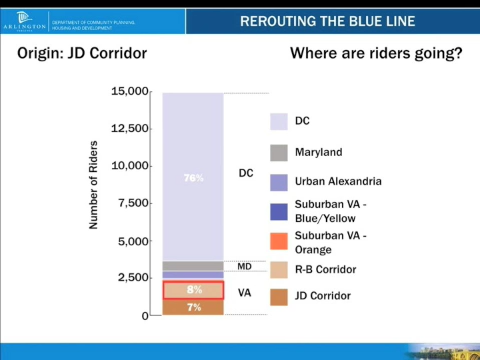 ARLINGTON
DEPARTMENT OF COMMUNITY PLANNING,
HOUSING AND DEVELOPMENT
REROUTING THE BLUE LINE
Origin: JD Corridor
Where are riders going?
Number of Riders
15,000
12,500
10,000
7,500
5,000
2,500
0
76%
8%
7%
DC
MD
VA
DC
Maryland
Urban Alexandria
Suburban VA -
Blue/Yellow
Suburban VA -
Orange
R-B Corridor
JD Corridor